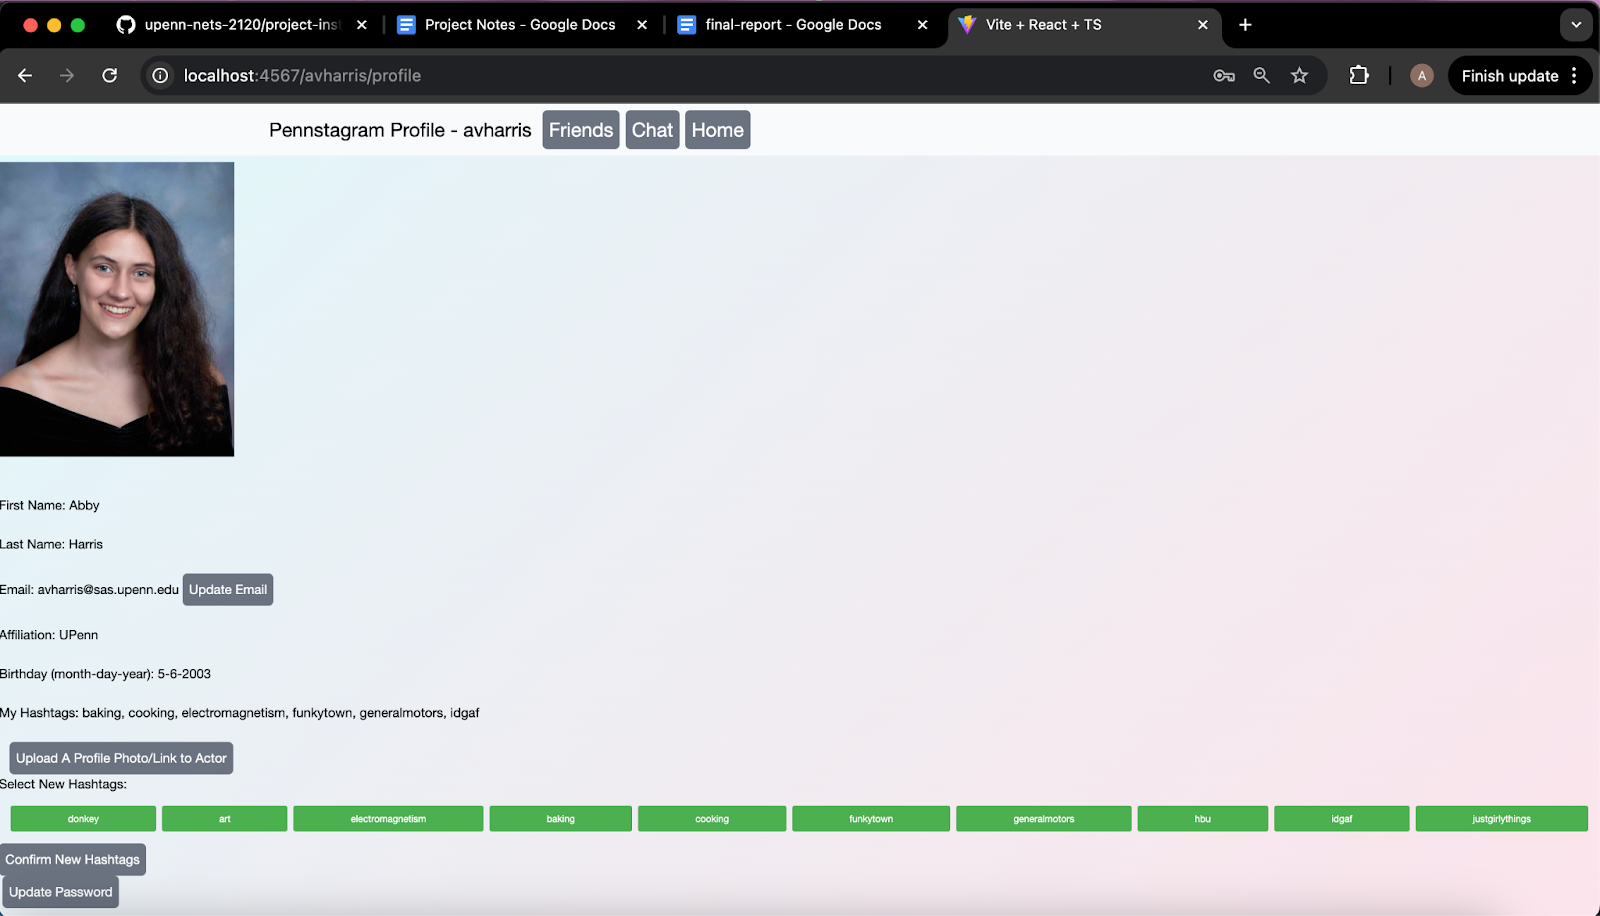 upenn-nets-2120/project-inst
Project Notes - Google Docs
final-report - Google Docs
Vite + React + TS
localhost:4567/avharris/profile
A
Finish update
Pennstagram Profile - avharris Friends Chat Home
First Name: Abby
Last Name: Harris
Email: avharris@sas.upenn.edu Update Email
Affiliation: UPenn
Birthday (month-day-year): 5-6-2003
My Hashtags: baking, cooking, electromagnetism, funkytown, generalmotors, idgaf
Upload A Profile Photo/Link to Actor
Select New Hashtags:
donkey art electromagnetism baking cooking funkytown generalmotors hbu idgaf justgirlythings
Confirm New Hashtags
Update Password